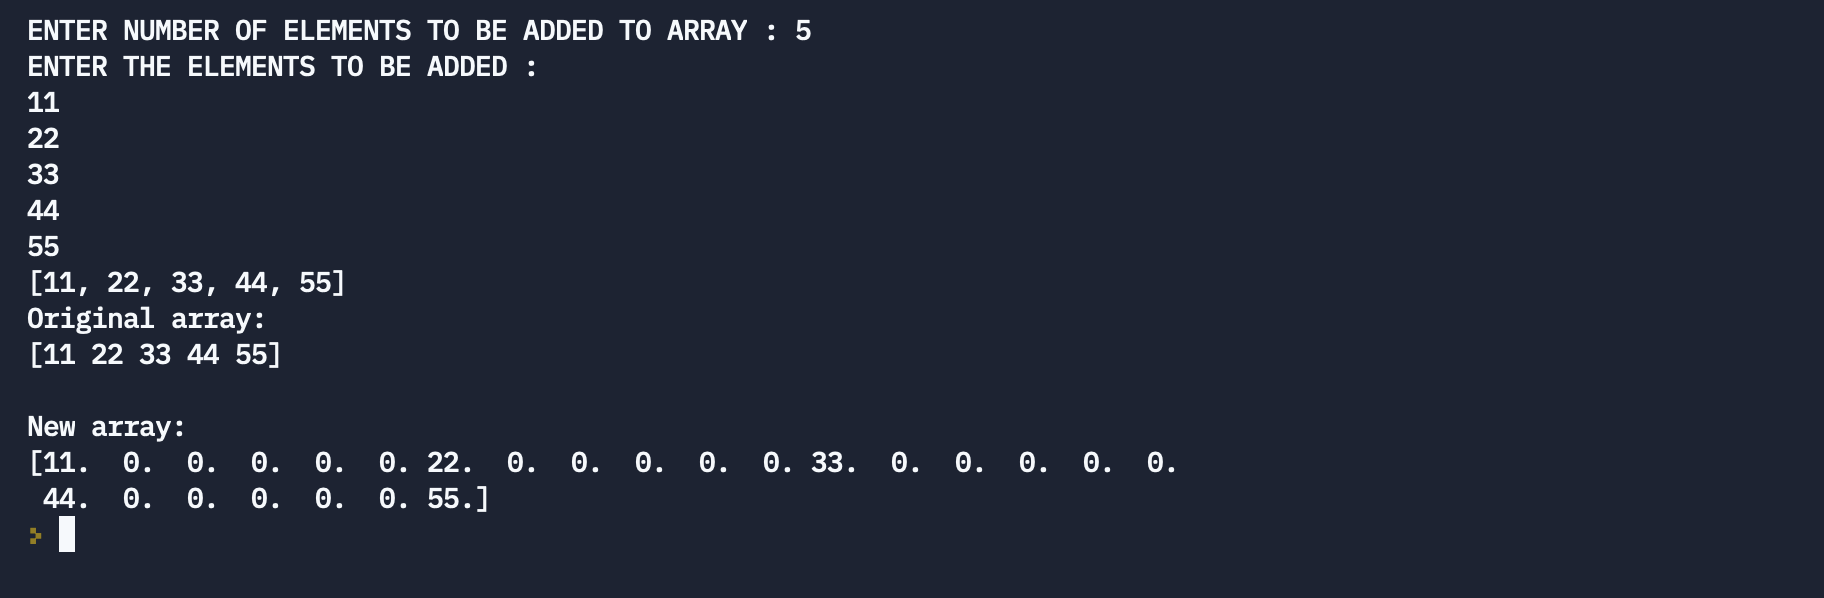 ENTER NUMBER OF ELEMENTS TO BE ADDED TO ARRAY : 5
ENTER THE ELEMENTS TO BE ADDED :
11
22
33
44
55
[11, 22, 33, 44, 55]
Original array:
[11 22 33 44 55]

New array:
[11.  0.  0.  0.  0.  0. 22.  0.  0.  0.  0.  0. 33.  0.  0.  0.  0.  0.
 44.  0.  0.  0.  0.  0. 55.]